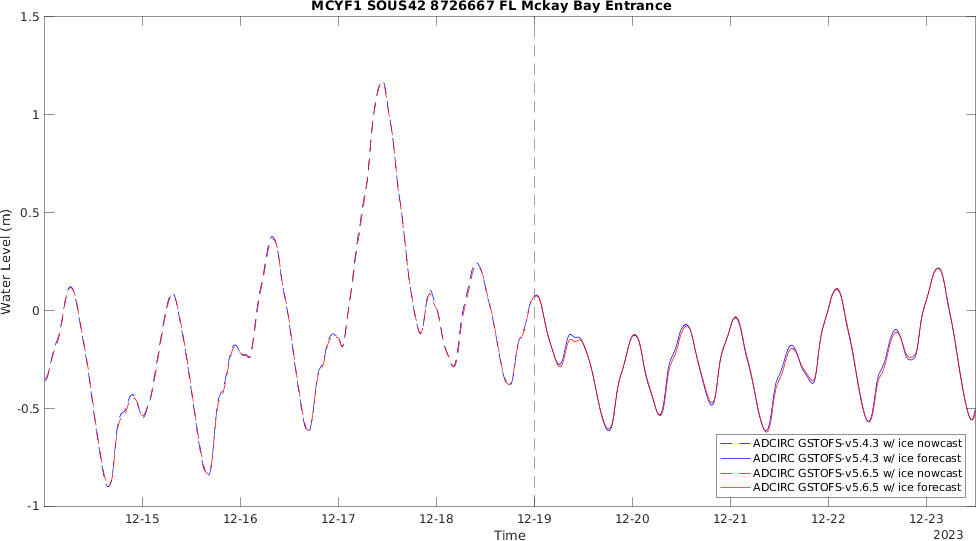 MCYF1 SOUS42 8726667 FL Mckay Bay Entrance
1.5
1
0.5
0
-0.5
-1
Water Level (m)
12-15 12-16 12-17 12-18 12-19 12-20 12-21 12-22 12-23
Time
2023
ADCIRC GSTOFS-v5.4.3 w/ ice nowcast
ADCIRC GSTOFS-v5.4.3 w/ ice forecast
ADCIRC GSTOFS-v5.6.5 w/ ice nowcast
ADCIRC GSTOFS-v5.6.5 w/ ice forecast